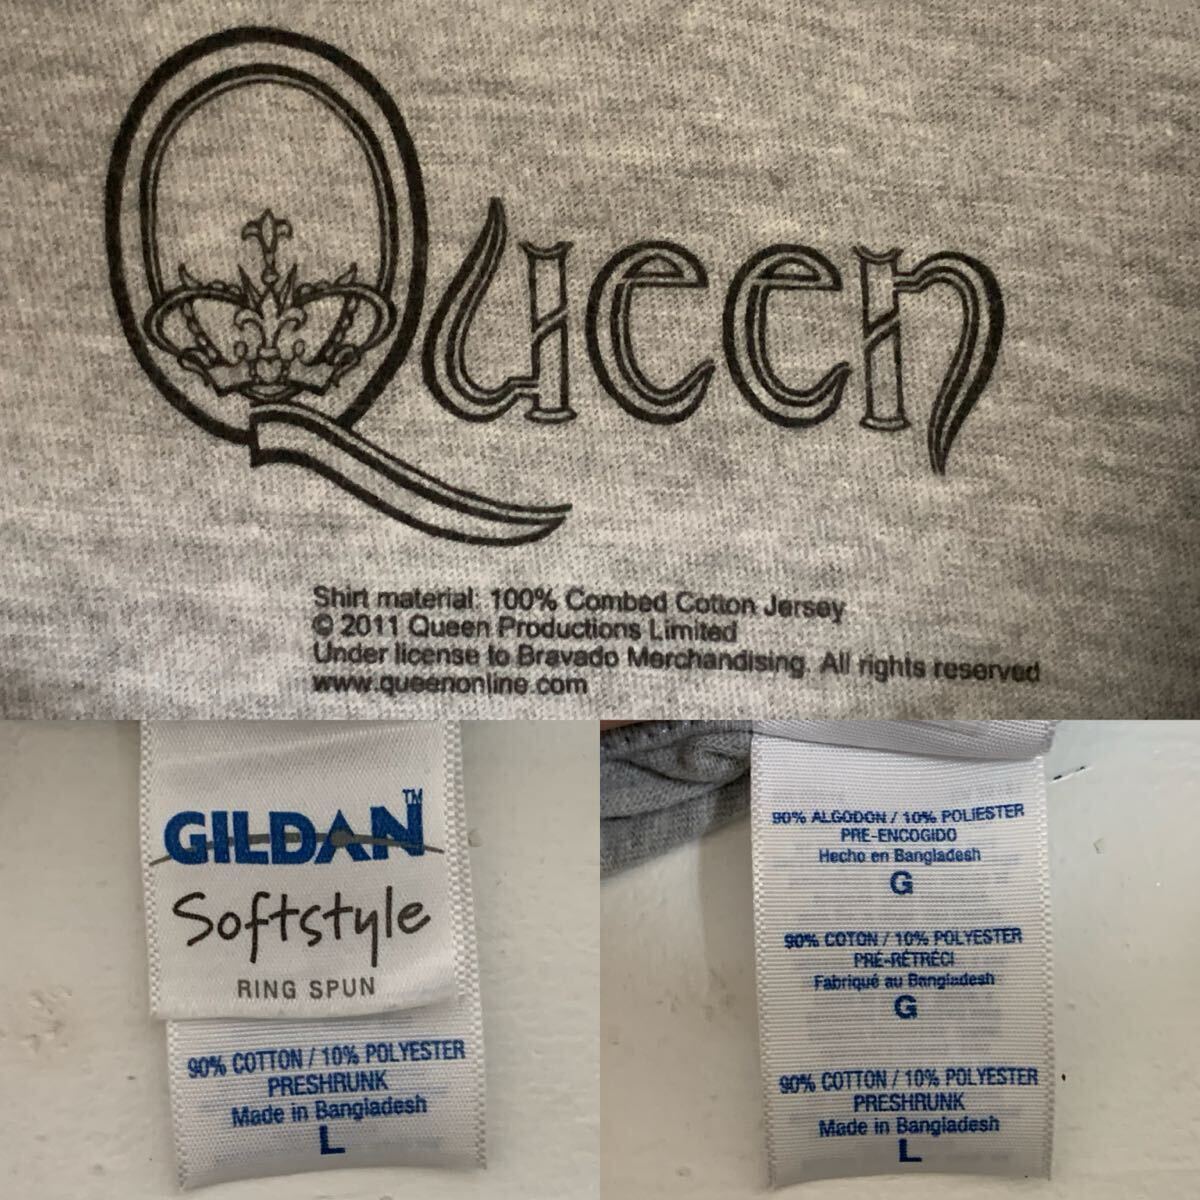 Queen
Shirt material: 100% Combed Cotton Jersey
© 2011 Queen Productions Limited
Under license to Bravado Merchandising. All rights reserved
www.queenonline.com
GILDAN™
Softstyle
RING SPUN
90% COTTON / 10% POLYESTER
PRESHRUNK
Made in Bangladesh
L
90% ALGODON / 10% POLIESTER
PRE-ENCOGIDO
Hecho en Bangladesh
G
90% COTON / 10% POLYESTER
PRÉ-RÉTRÉCI
Fabriqué au Bangladesh
G
90% COTTON / 10% POLYESTER
PRESHRUNK
Made in Bangladesh
L